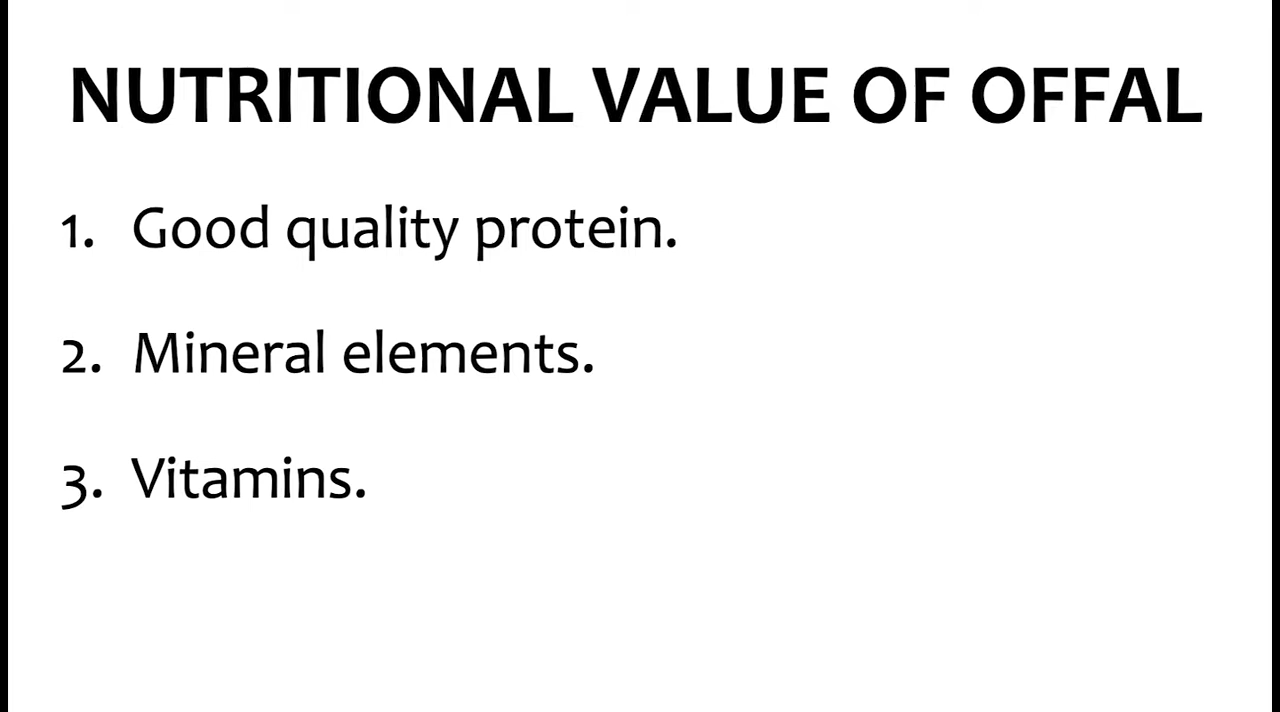 NUTRITIONAL VALUE OF OFFAL
1. Good quality protein.
2. Mineral elements.
3. Vitamins.